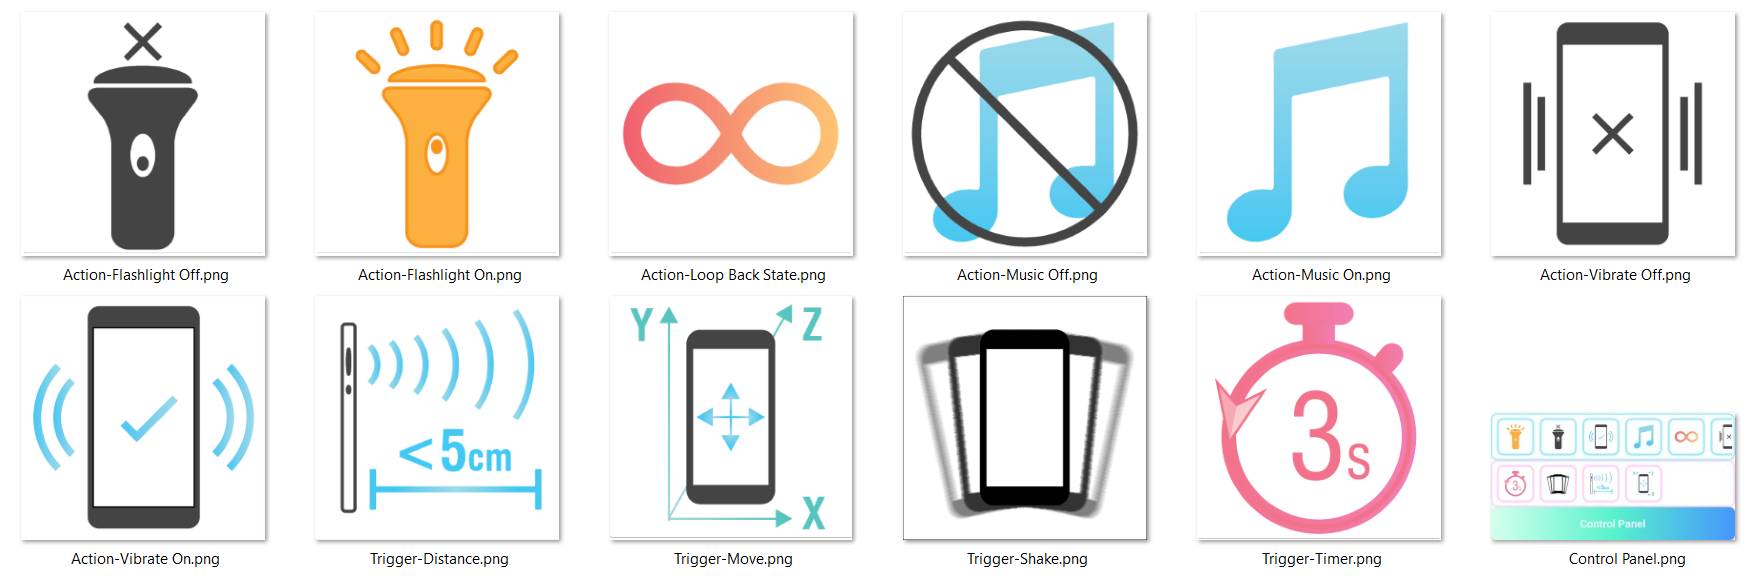 Action-Flashlight Off.png
Action-Flashlight On.png
Action-Loop Back State.png
Action-Music Off.png
Action-Music On.png
Action-Vibrate Off.png
<5cm
Y
Z
X
3s
3s
<5cm
Control Panel
Action-Vibrate On.png
Trigger-Distance.png
Trigger-Move.png
Trigger-Shake.png
Trigger-Timer.png
Control Panel.png